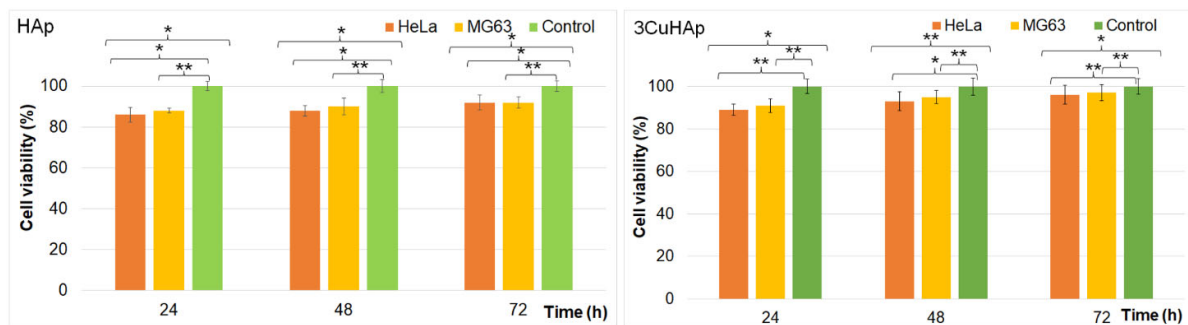 HAp
HeLa MG63 Control
* * *
* * *
** ** **
100
80
60
40
20
0
Cell viability (%)
24 48 72 Time (h)
3CuHAp
HeLa MG63 Control
* ** *
** ** * ** ** **
100
80
60
40
20
0
Cell viability (%)
24 48 72 Time (h)